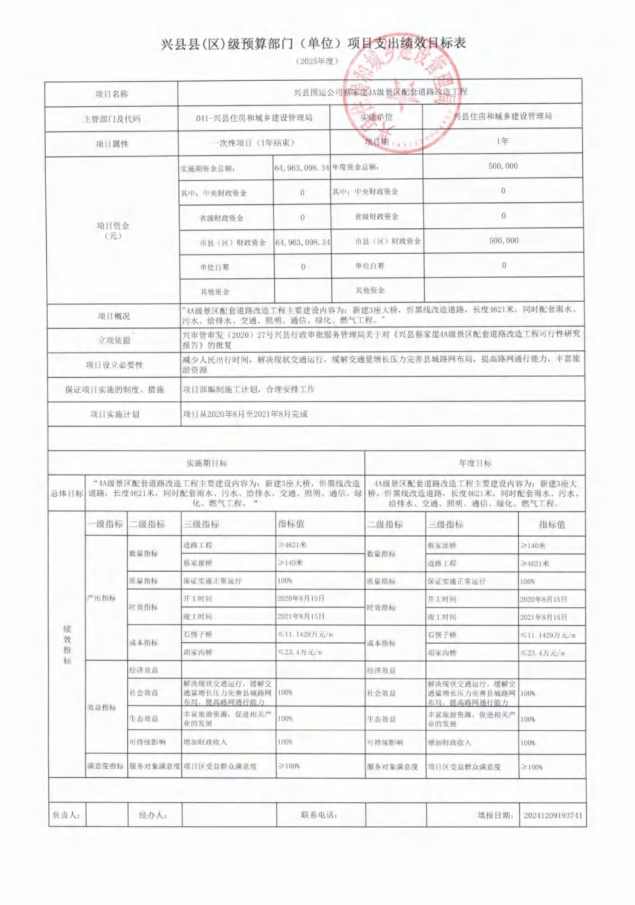 兴县县(区)级预算部门（单位）项目支出绩效目标表
（2025年度）
项目名称 兴县国运公司蔡家崖4A级景区配套道路改造工程
主管部门及代码 041-兴县住房和城乡建设管理局 实施单位 兴县住房和城乡建设管理局
项目属性 一次性项目（1年结束） 项目期 1年
项目资金
（元）
实施期资金总额: 64,963,098.34 年度资金总额: 500,000
其中: 中央财政资金 0 其中: 中央财政资金 0
省级财政资金 0 省级财政资金 0
市县（区）财政资金 64,963,098.34 市县（区）财政资金 500,000
单位自筹 0 单位自筹 0
其他资金 其他资金
项目概况 "4A级景区配套道路改造工程主要建设内容为：新建3座大桥，忻黑线改造道路，长度4621米，同时配套雨水、
污水、给排水、交通、照明、通信、绿化、燃气工程。"
立项依据 兴审管审发（2020）27号兴县行政审批服务管理局关于对《兴县蔡家崖4A级景区配套道路改造工程可行性研究
报告》的批复
项目设立必要性 减少人民出行时间，解决现状交通运行，缓解交通量增长压力完善县城路网布局，提高路网通行能力，丰富旅
游资源
保证项目实施的制度、措施 项目部编制施工计划，合理安排工作
项目实施计划 项目从2020年8月至2021年8月完成
实施期目标 年度目标
总体目标
"4A级景区配套道路改造工程主要建设内容为：新建3座大桥，忻黑线改造
道路，长度4621米，同时配套雨水、污水、给排水、交通、照明、通信、绿
化、燃气工程。"
4A级景区配套道路改造工程主要建设内容为：新建3座大
桥，忻黑线改造道路，长度4621米，同时配套雨水、污水、
给排水、交通、照明、通信、绿化、燃气工程。
绩效指标
一级指标 二级指标 三级指标 指标值 二级指标 三级指标 指标值
产出指标
数量指标 道路工程 ≥4621米 数量指标 蔡家崖桥 ≥140米
蔡家崖桥 ≥140米 道路工程 ≥4621米
质量指标 保证实施正常运行 100% 质量指标 保证实施正常运行 100%
时效指标 开工时间 2020年8月15日 时效指标 开工时间 2020年8月15日
竣工时间 2021年8月15日 竣工时间 2021年8月15日
成本指标 石愣子桥 ≤11.1429万元/m 成本指标 石愣子桥 ≤11.1429万元/m
胡家沟桥 ≤23.4万元/m 胡家沟桥 ≤23.4万元/m
效益指标
经济效益 经济效益
社会效益 解决现状交通运行，缓解交
通量增长压力完善县城路网
布局，提高路网通行能力 100% 社会效益 解决现状交通运行，缓解交
通量增长压力完善县城路网
布局，提高路网通行能力 100%
生态效益 丰富旅游资源，促进相关产
业的发展 100% 生态效益 丰富旅游资源，促进相关产
业的发展 100%
可持续影响 增加财政收入 100% 可持续影响 增加财政收入 100%
满意度指标 服务对象满意度 项目区受益群众满意度 ≥100% 服务对象满意度 项目区受益群众满意度 ≥100%
负责人: 经办人: 联系电话: 填报日期: 20241209193741